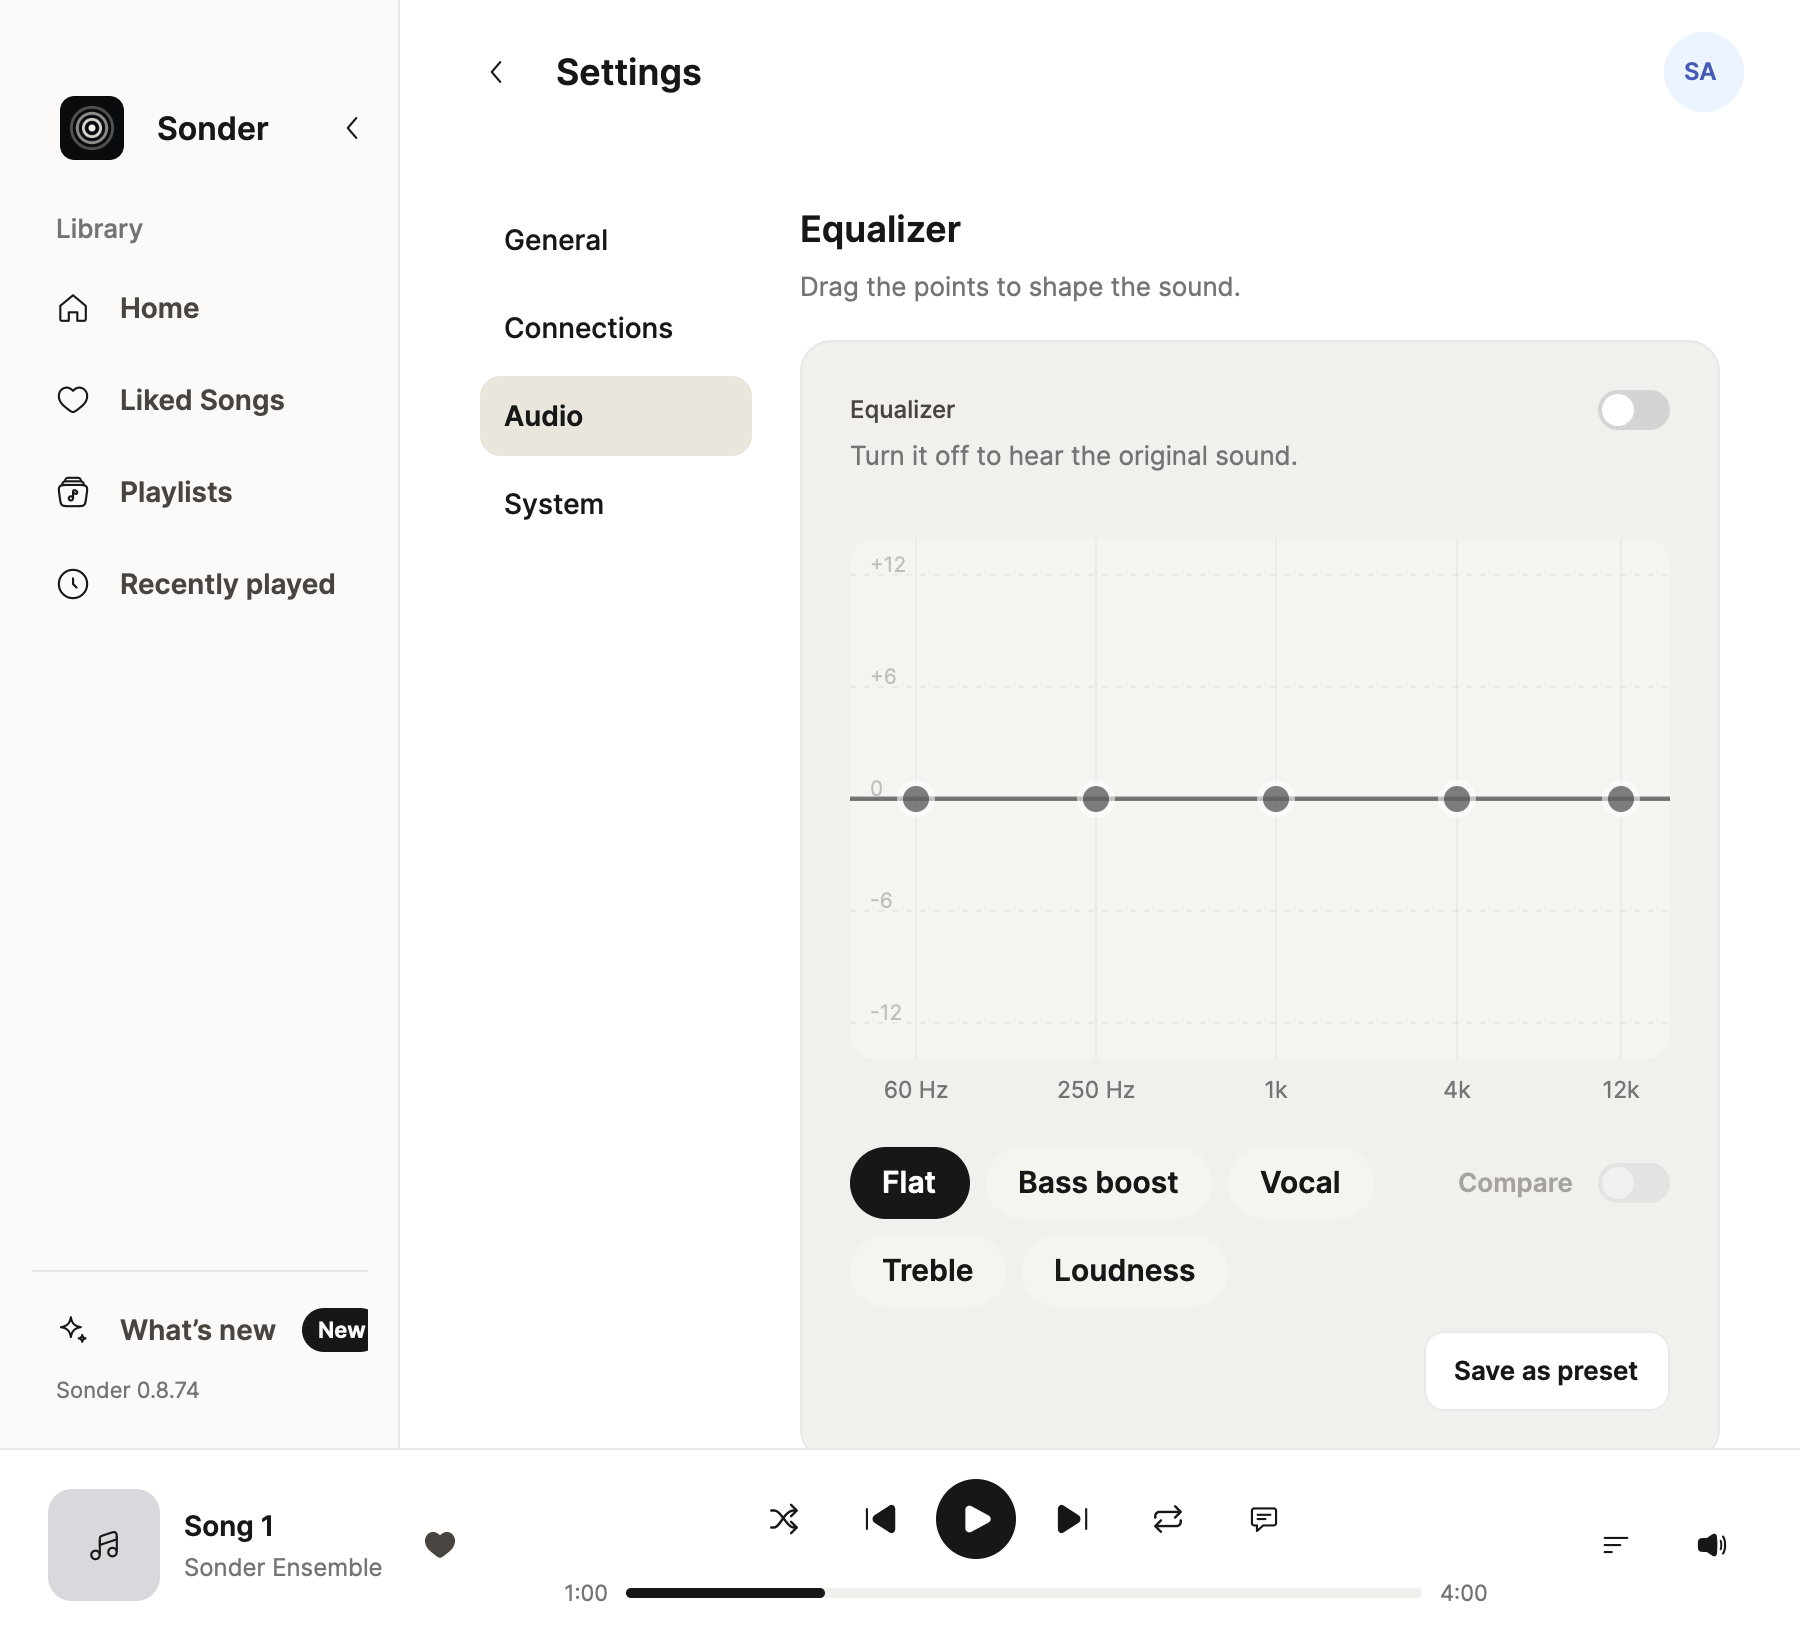 Sonder
Library
Home
Liked Songs
Playlists
Recently played
What’s new
New
Sonder 0.8.74
Settings
SA
General
Connections
Audio
System
Equalizer
Drag the points to shape the sound.
Equalizer
Turn it off to hear the original sound.
+12
+6
0
-6
-12
60 Hz 250 Hz 1k 4k 12k
Flat Bass boost Vocal Compare
Treble Loudness
Save as preset
Song 1
Sonder Ensemble
1:00 4:00